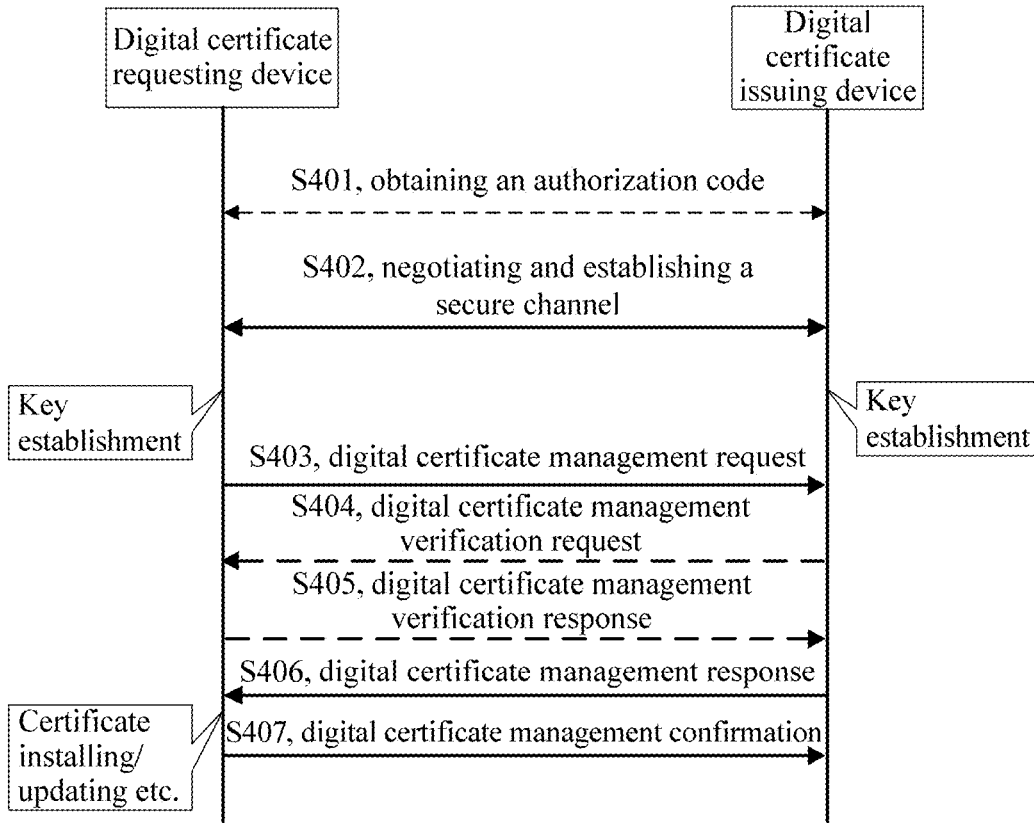 Digital certificate
requesting device
Digital
certificate
issuing device
S401, obtaining an authorization code
S402, negotiating and establishing a
secure channel
Key
establishment
Key
establishment
S403, digital certificate management request
S404, digital certificate management
verification request
S405, digital certificate management
verification response
S406, digital certificate management response
Certificate
installing/
updating etc.
S407, digital certificate management confirmation